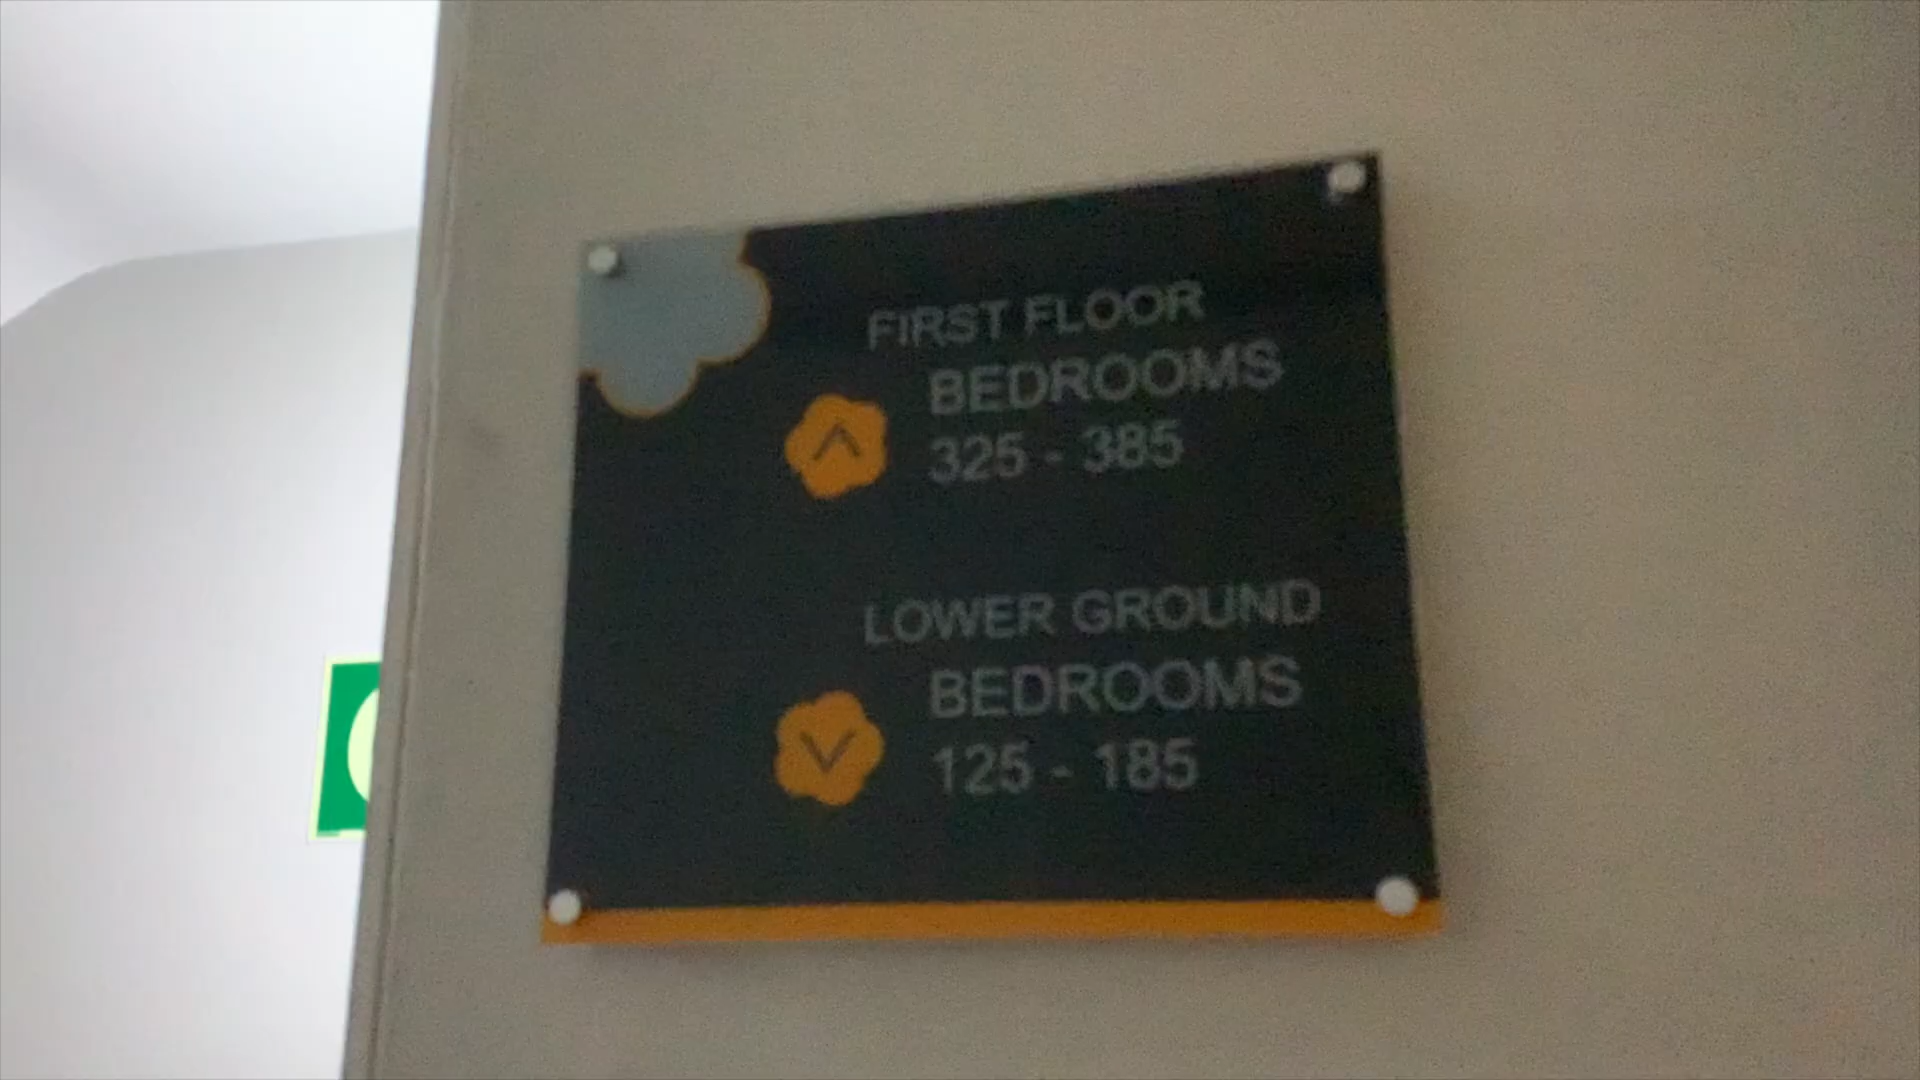 FIRST FLOOR
BEDROOMS
325 - 385
LOWER GROUND
BEDROOMS
125 - 185